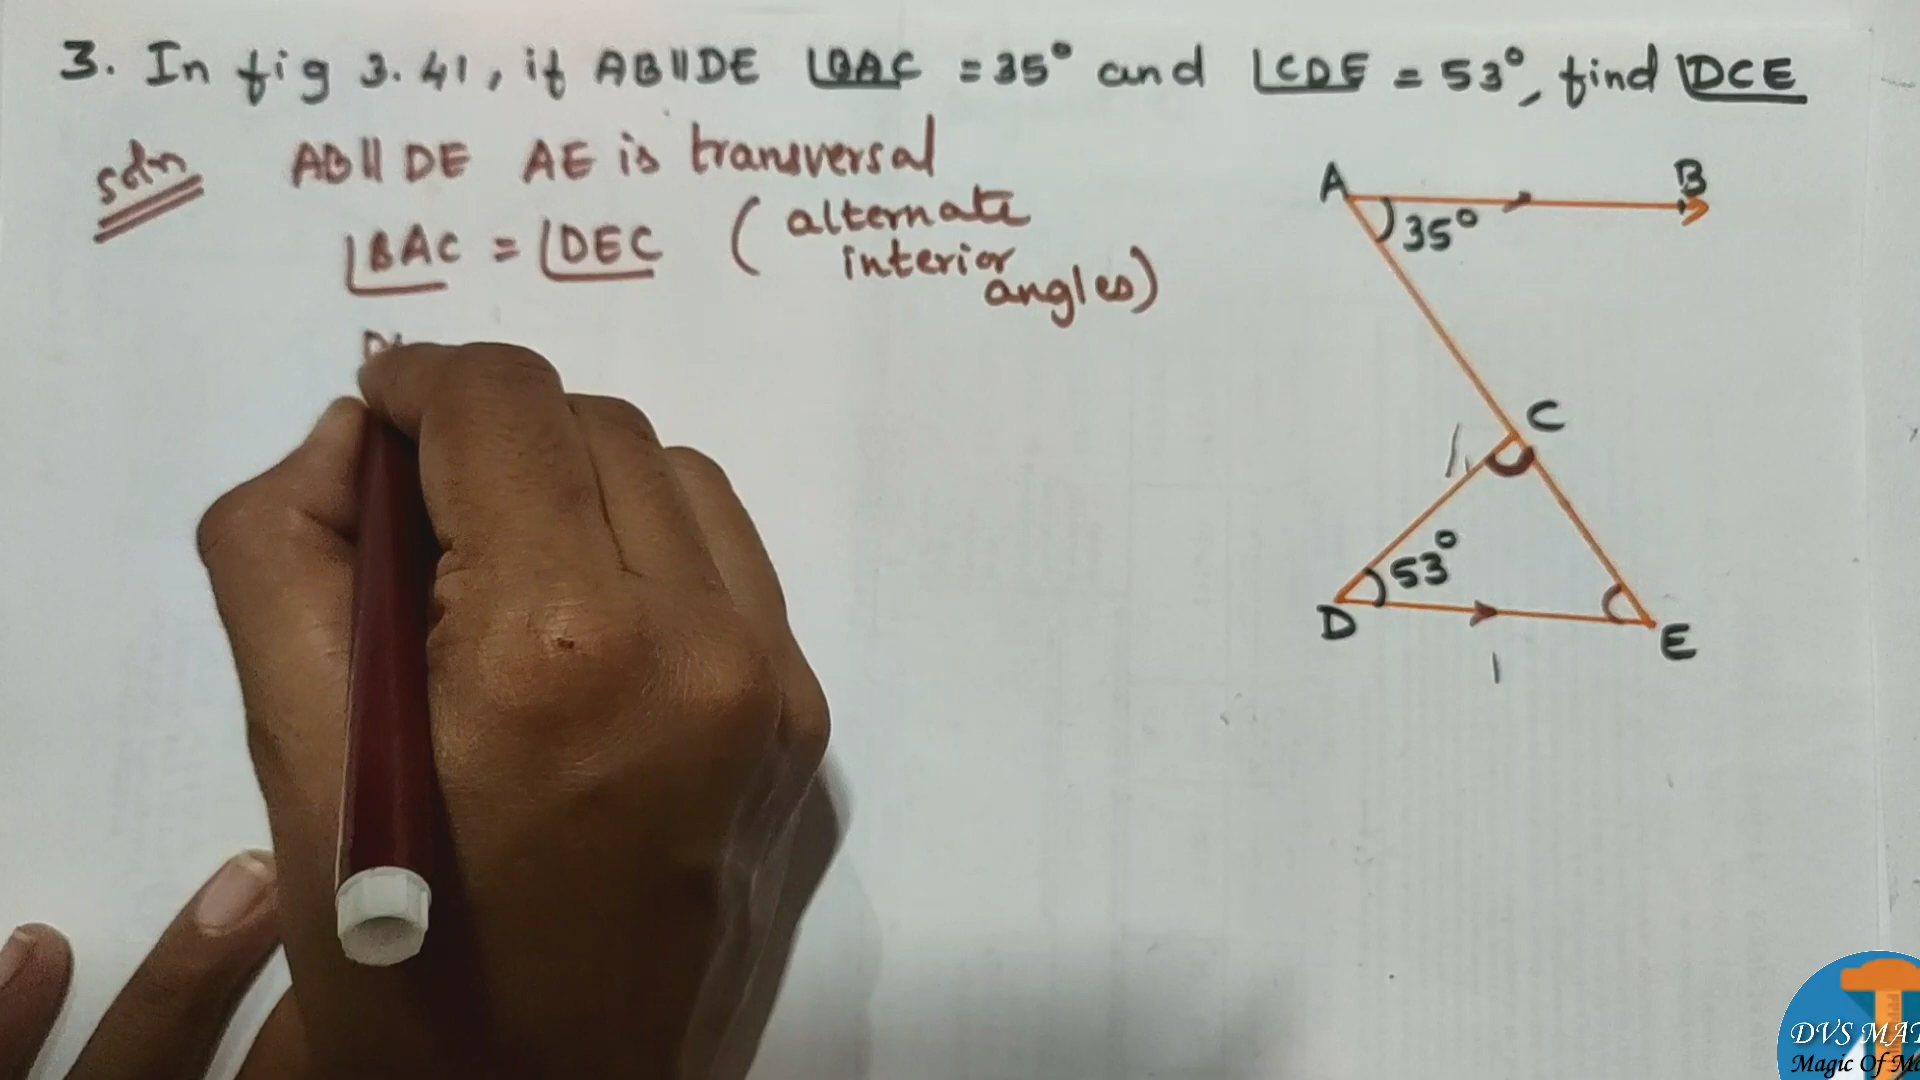 3. In fig 3.41, if AB||DE ∠BAC = 35° and ∠CDE = 53°, find ∠DCE
Soln AB||DE AE is transversal
∠BAC = ∠DEC (alternate
interior
angles)
A B
35°
C
53°
D E
DVS MAT
Magic Of Ma